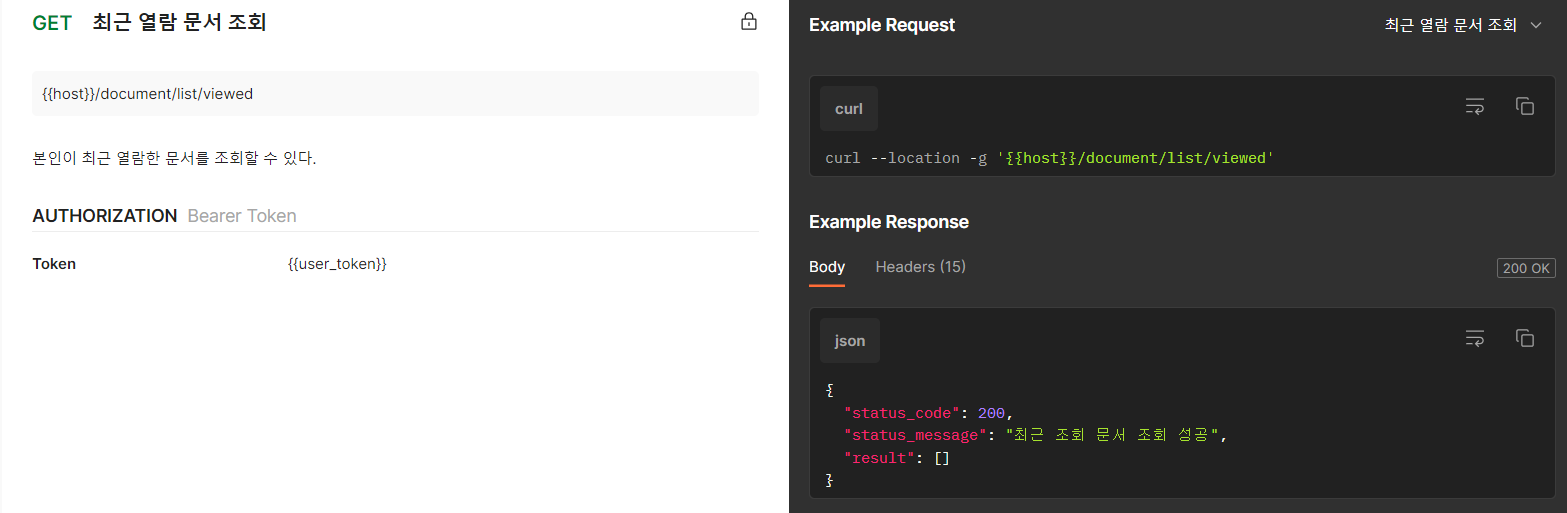 GET 최근 열람 문서 조회
{{host}}/document/list/viewed
본인이 최근 열람한 문서를 조회할 수 있다.
AUTHORIZATION Bearer Token
Token {{user_token}}
Example Request 최근 열람 문서 조회
curl
curl --location -g '{{host}}/document/list/viewed'
Example Response
Body Headers (15) 200 OK
json
{
"status_code": 200,
"status_message": "최근 조회 문서 조회 성공",
"result": []
}